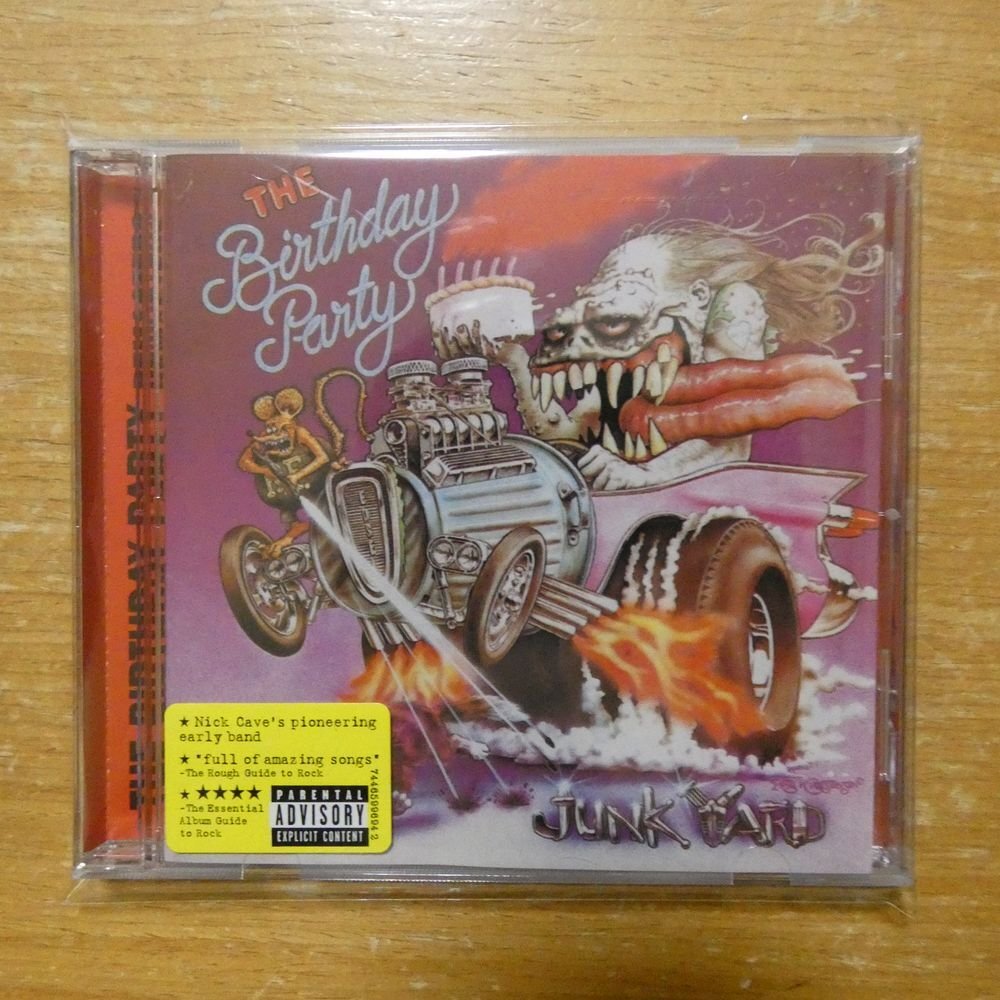 THE
Birthday
Party
THE BIRTHDAY PARTY
★ Nick Cave's pioneering
early band
★ "full of amazing songs"
-The Rough Guide to Rock
★ ★★★★
-The Essential
Album Guide
to Rock
PARENTAL
ADVISORY
EXPLICIT CONTENT
JUNK YARD